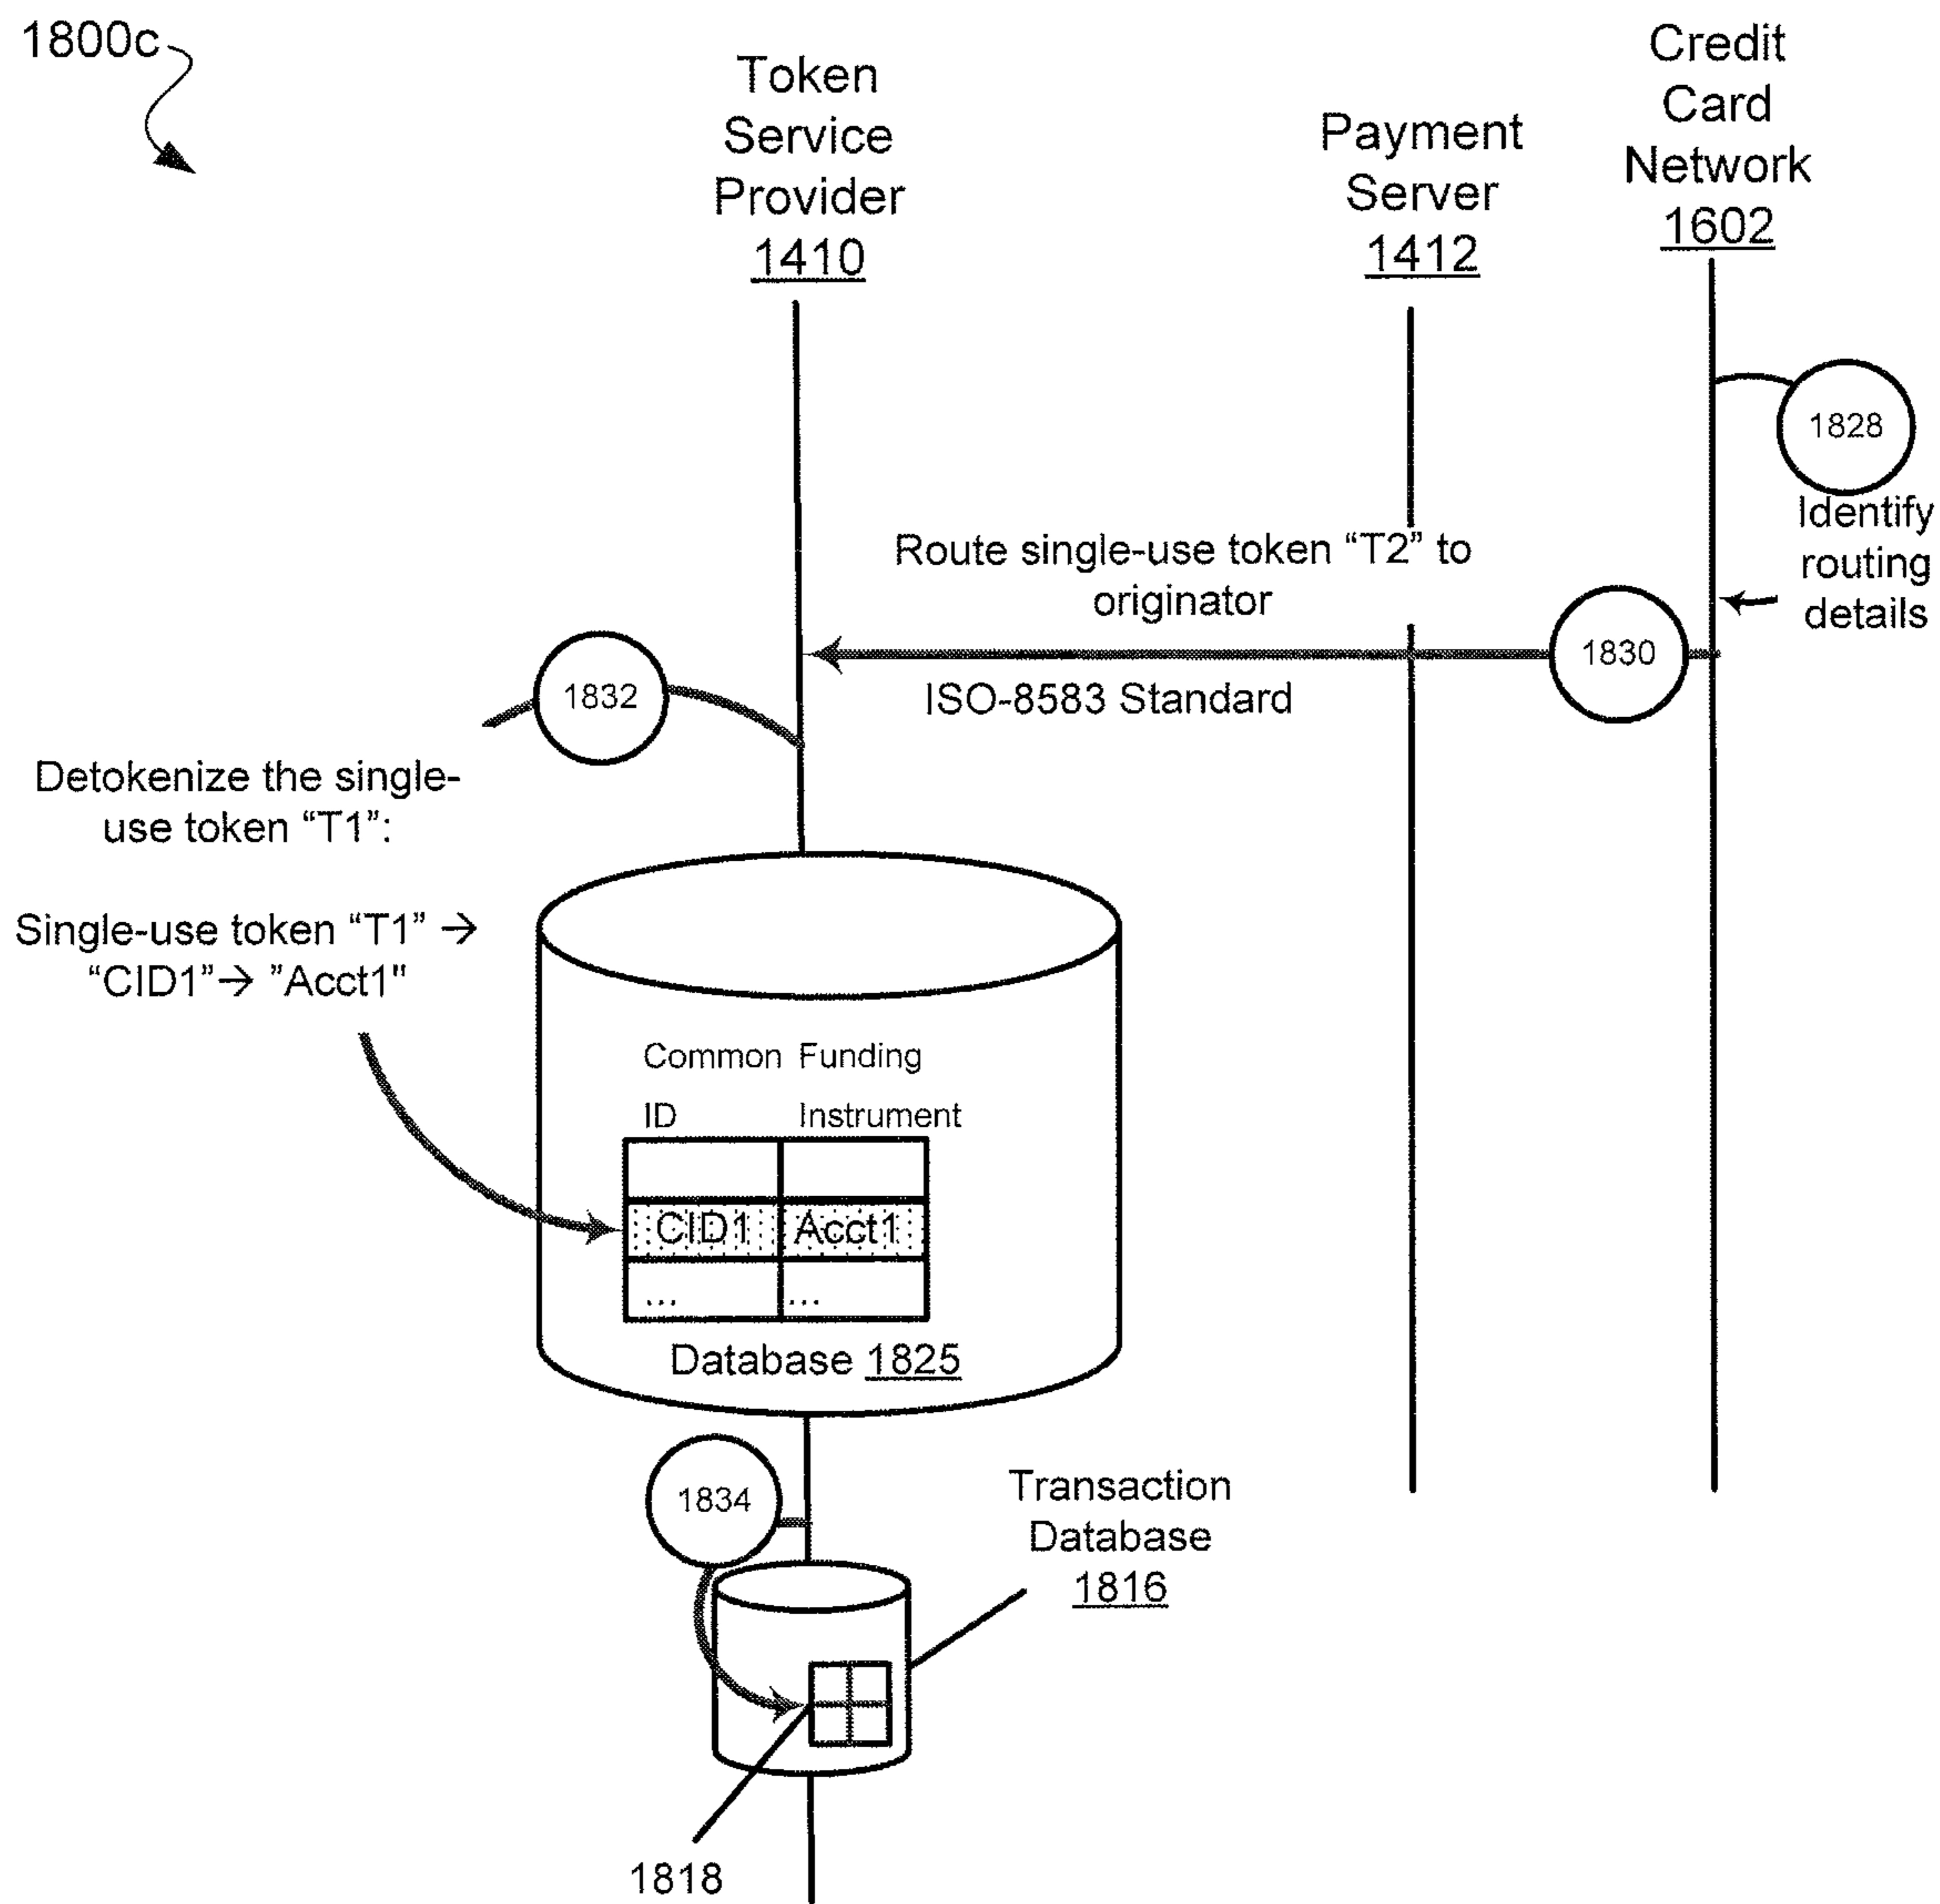 1800c
Token
Service
Provider
1410
Payment
Server
1412
Credit
Card
Network
1602
1828
Identify
routing
details
Route single-use token “T2” to
originator
1830
ISO-8583 Standard
1832
Detokenize the single-
use token “T1”:
Single-use token “T1” →
“CID1”→ ”Acct1"
Common Funding
ID Instrument
CID1 Acct1
... ...
Database 1825
1834
Transaction
Database
1816
1818